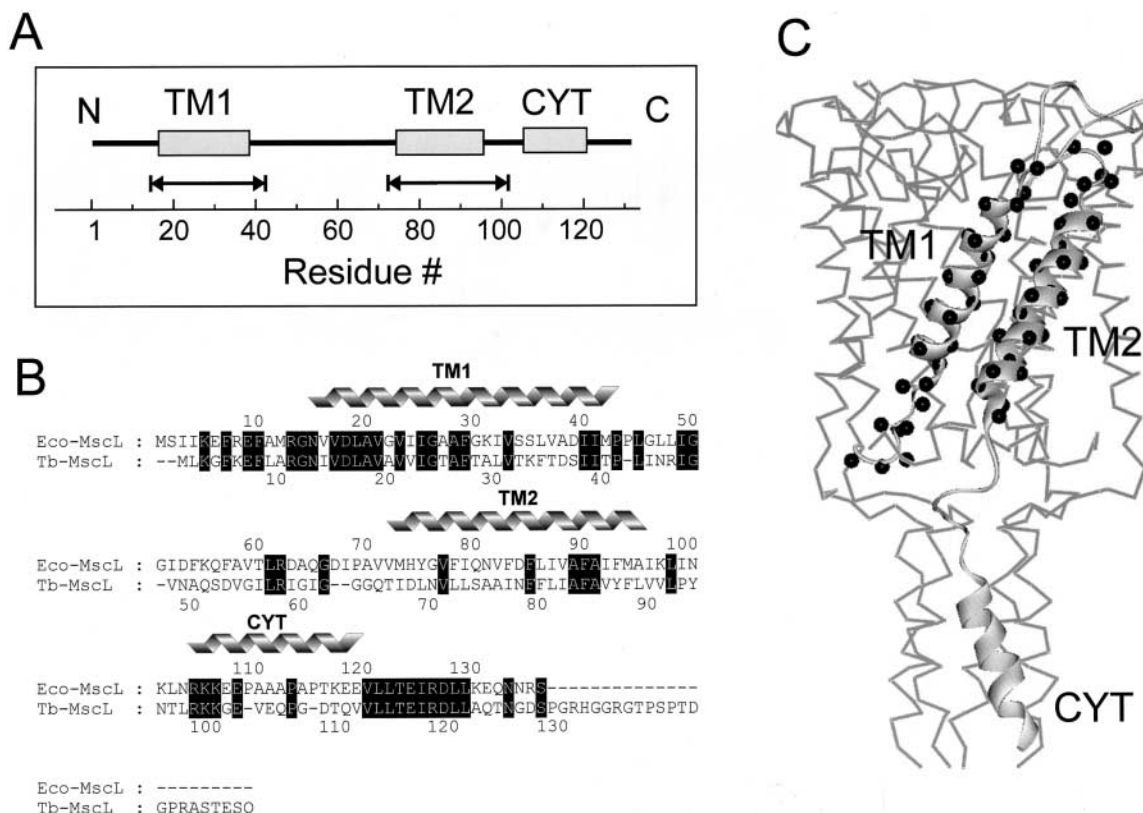 A
N TM1 TM2 CYT C
1 20 40 60 80 100 120
Residue #
B
TM1
10 20 30 40 50
Eco-MscL : MSIIKEFREFAMRGNVVDLAVGVIIGAAFGKIVSSLVADIIMPPLGLLIG
Tb-MscL : --MLKGFKEFLARGNIVDLAVAVVIGTAFTALVTKFTDSIITP-LINRIG
10 20 30 40
TM2
60 70 80 90 100
Eco-MscL : GIDFKQFAVTLRDAQGDIPAVVMHYGVFIQNVFDFLIVAFAIFMAIKLIN
Tb-MscL : VNAQSDVGILRIGIG-GGQTIDLNVLLSAAINFFLIAFAVYFLVVLPY
50 60 71 80 90
CYT
110 120 130
Eco-MscL : KLNRKKEEPAAAPAPTKEEVLLTEIRDLLKEQNNRS--------------
Tb-MscL : NTLRKKGE-VEQPG-DTQVVLLTEIRDLLAQTNGDSPGRHGGRGTPSPTD
100 110 120 130
Eco-MscL : ---------
Tb-MscL : GPRASTESO
C
TM1
TM2
CYT